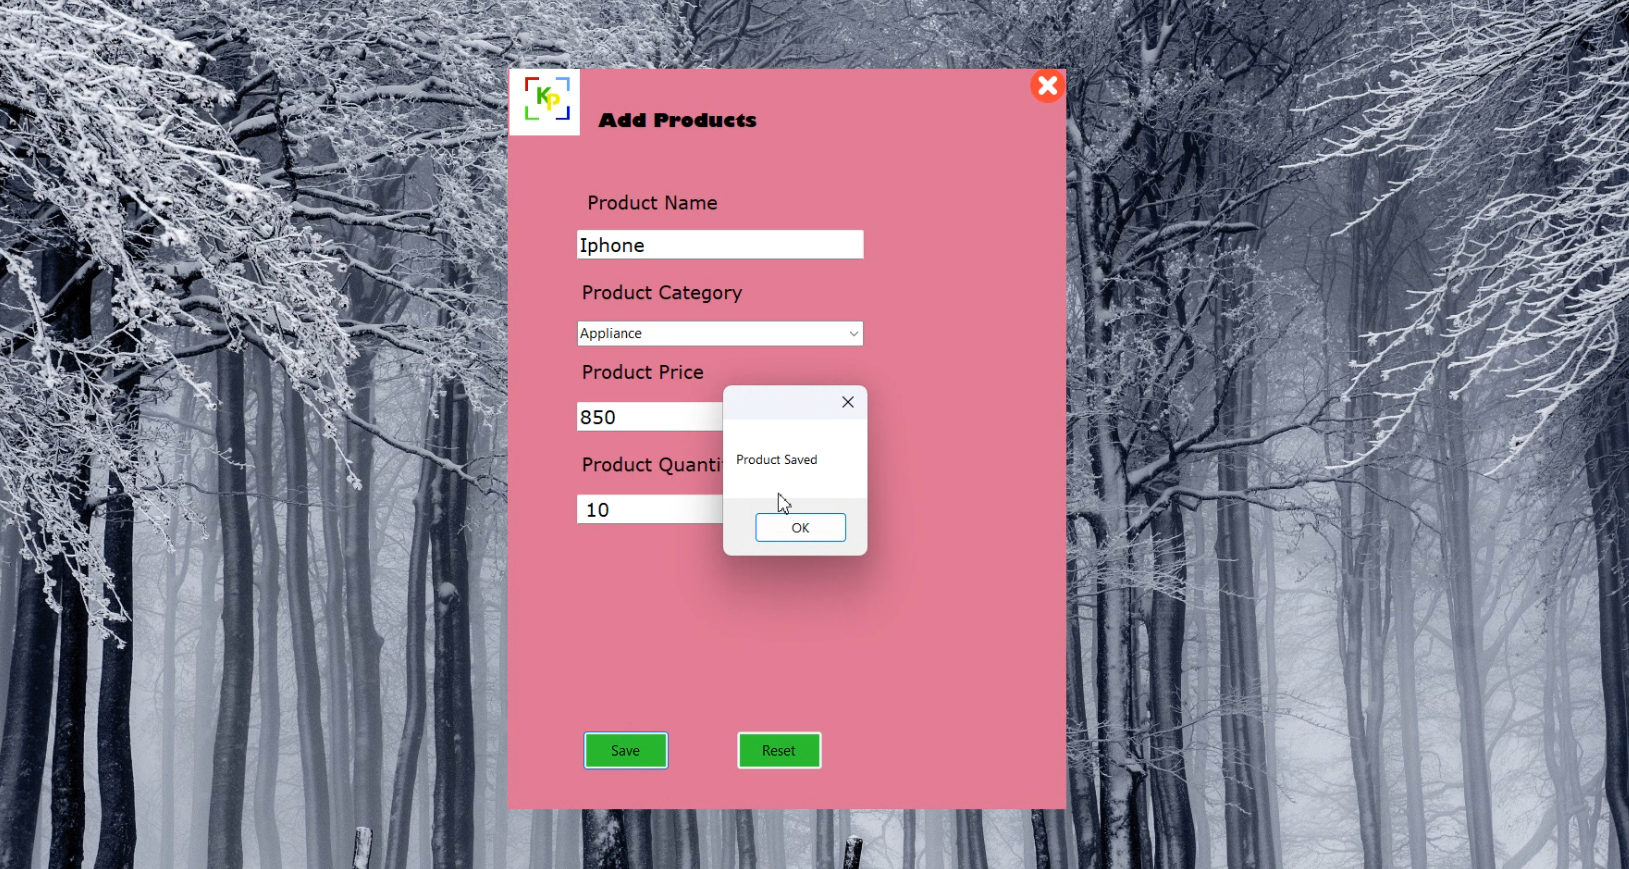 KP
Add Products
Product Name
Iphone
Product Category
Appliance
Product Price
850
Product Quanti
10
Product Saved
OK
Save
Reset